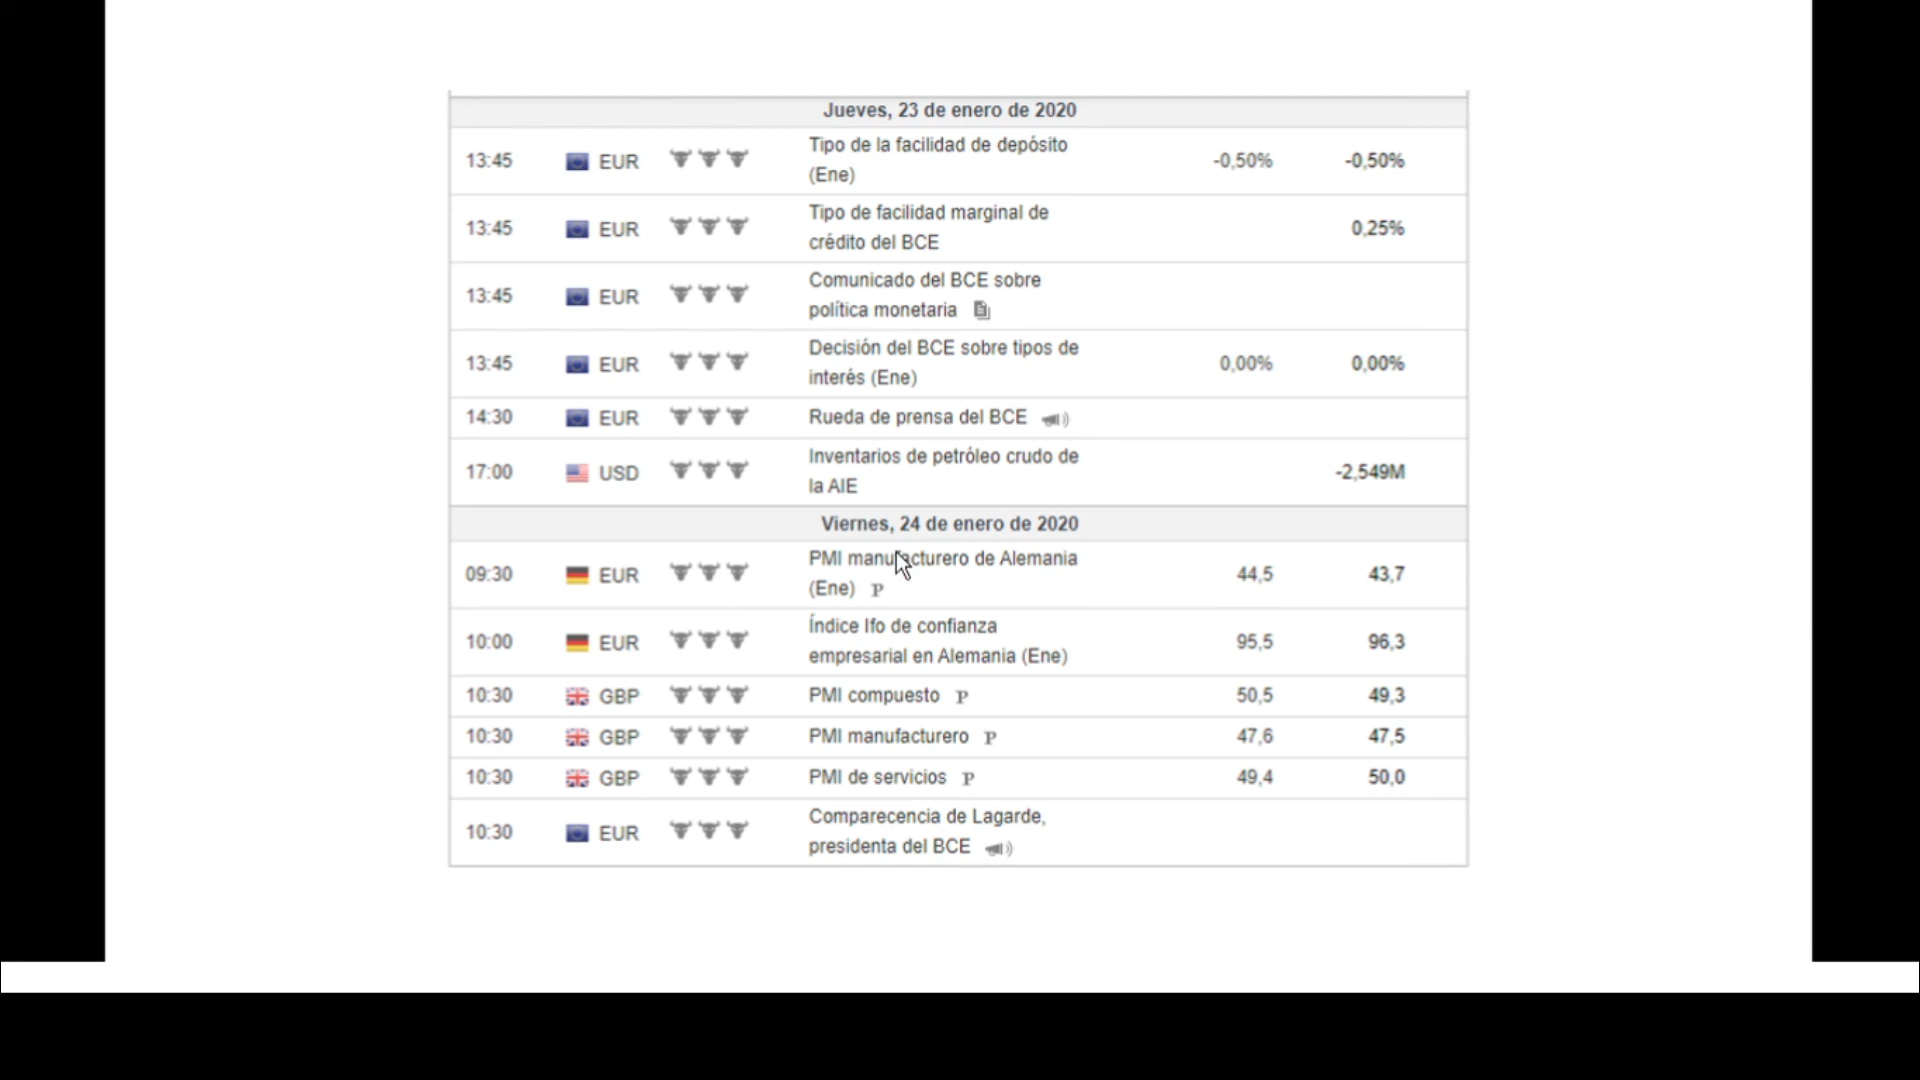 Jueves, 23 de enero de 2020
13:45 EUR Tipo de la facilidad de depósito -0,50% -0,50%
(Ene)
13:45 EUR Tipo de facilidad marginal de 0,25%
crédito del BCE
13:45 EUR Comunicado del BCE sobre
política monetaria
13:45 EUR Decisión del BCE sobre tipos de 0,00% 0,00%
interés (Ene)
14:30 EUR Rueda de prensa del BCE
17:00 USD Inventarios de petróleo crudo de -2,549M
la AIE
Viernes, 24 de enero de 2020
09:30 EUR PMI manufacturero de Alemania 44,5 43,7
(Ene) P
10:00 EUR Índice Ifo de confianza 95,5 96,3
empresarial en Alemania (Ene)
10:30 GBP PMI compuesto P 50,5 49,3
10:30 GBP PMI manufacturero P 47,6 47,5
10:30 GBP PMI de servicios P 49,4 50,0
10:30 EUR Comparecencia de Lagarde,
presidenta del BCE